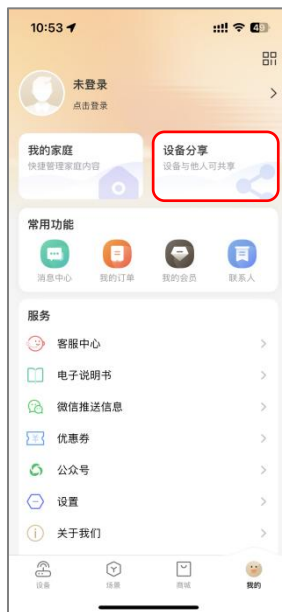 10:53
40
未登录
点击登录
我的家庭
快捷管理家庭内容
设备分享
设备与他人可共享
常用功能
消息中心 我的订单 我的会员 联系人
服务
客服中心
电子说明书
微信推送信息
优惠券
公众号
设置
关于我们
设备 场景 商城 我的